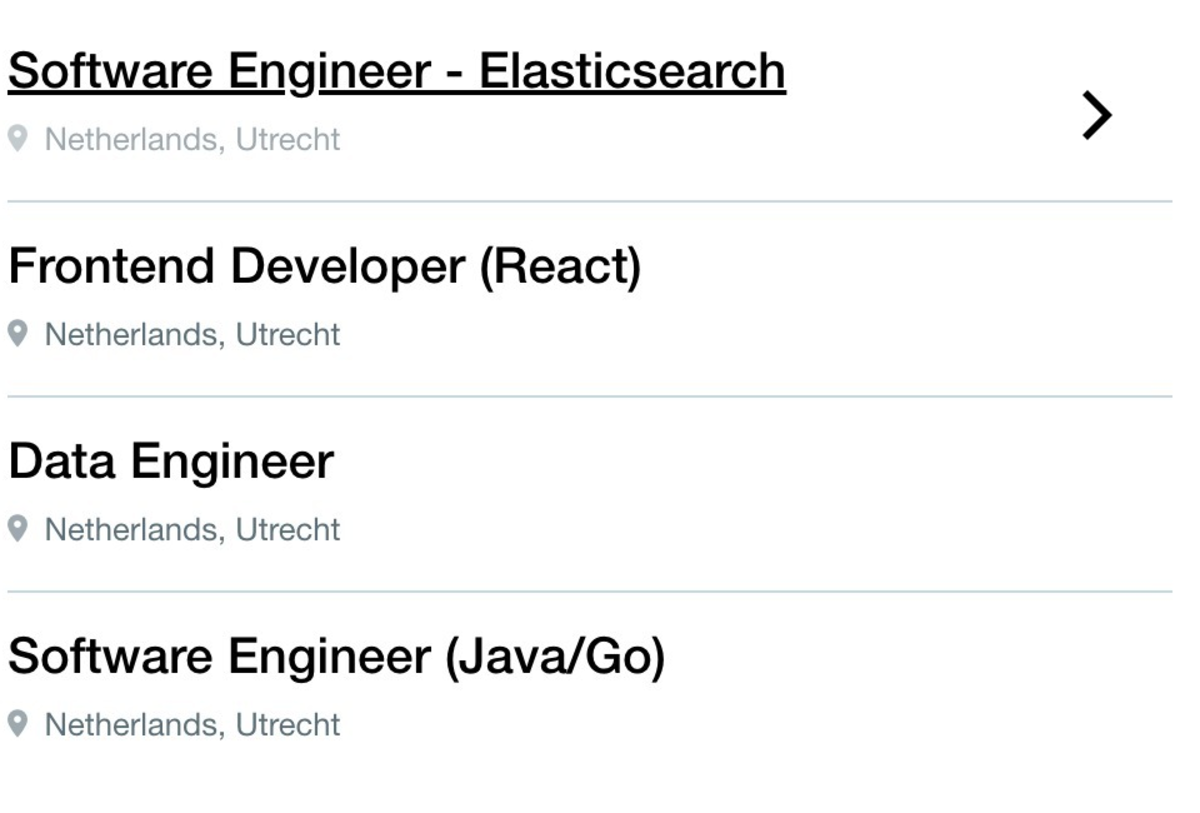 Software Engineer - Elasticsearch
Netherlands, Utrecht
Frontend Developer (React)
Netherlands, Utrecht
Data Engineer
Netherlands, Utrecht
Software Engineer (Java/Go)
Netherlands, Utrecht